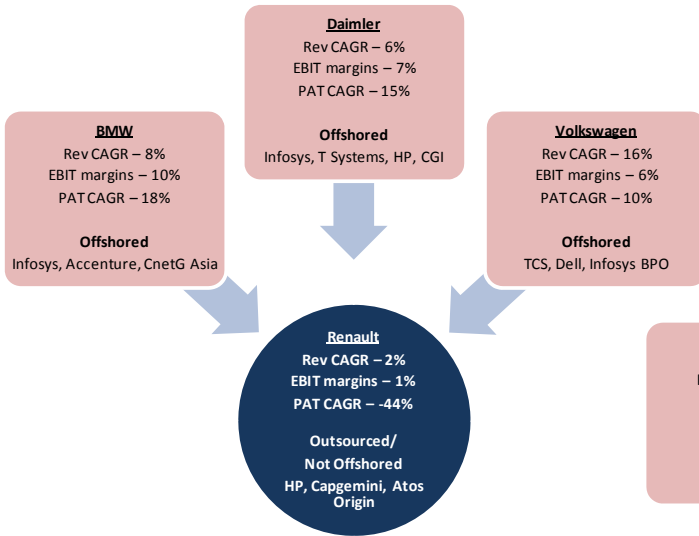 Daimler
Rev CAGR – 6%
EBIT margins – 7%
PAT CAGR – 15%
Offshored
Infosys, T Systems, HP, CGI
BMW
Rev CAGR – 8%
EBIT margins – 10%
PAT CAGR – 18%
Offshored
Infosys, Accenture, CnetG Asia
Volkswagen
Rev CAGR – 16%
EBIT margins – 6%
PAT CAGR – 10%
Offshored
TCS, Dell, Infosys BPO
Renault
Rev CAGR – 2%
EBIT margins – 1%
PAT CAGR – -44%
Outsourced/
Not Offshored
HP, Capgemini, Atos
Origin